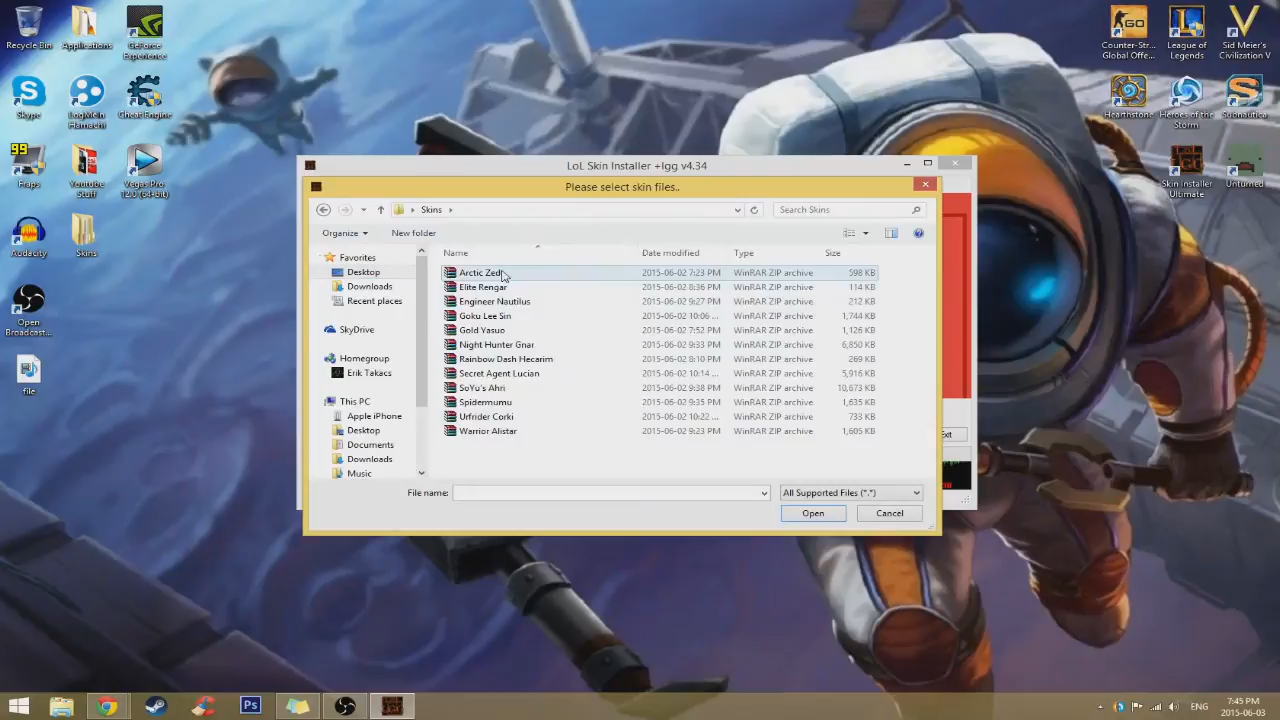 Recycle Bin
Applications
GeForce Experience
Skype
LogMeIn Hamachi
Cheat Engine
99
Fraps
Youtube Stuff
Vegas Pro 12.0 (64-bit)
Audacity
Skins
Open Broadcast...
file
GO
Counter-Str... Global Offe...
League of Legends
Sid Meier's Civilization V
Hearthstone
Heroes of the Storm
Subnautica
Skin Installer Ultimate
Unturned
LoL Skin Installer +lgg v4.34
Please select skin files..
Skins
Search Skins
Organize
New folder
Name
Date modified
Type
Size
Favorites
Desktop
Downloads
Recent places
SkyDrive
Homegroup
Erik Takacs
This PC
Apple iPhone
Desktop
Documents
Downloads
Music
Arctic Zed 2015-06-02 7:23 PM WinRAR ZIP archive 598 KB
Elite Rengar 2015-06-02 8:36 PM WinRAR ZIP archive 114 KB
Engineer Nautilus 2015-06-02 9:27 PM WinRAR ZIP archive 212 KB
Goku Lee Sin 2015-06-02 10:06 ... WinRAR ZIP archive 1,744 KB
Gold Yasuo 2015-06-02 7:52 PM WinRAR ZIP archive 1,126 KB
Night Hunter Gnar 2015-06-02 9:33 PM WinRAR ZIP archive 6,850 KB
Rainbow Dash Hecarim 2015-06-02 8:10 PM WinRAR ZIP archive 269 KB
Secret Agent Lucian 2015-06-02 10:14 ... WinRAR ZIP archive 5,916 KB
SoYu's Ahri 2015-06-02 9:38 PM WinRAR ZIP archive 10,673 KB
Spidermumu 2015-06-02 9:35 PM WinRAR ZIP archive 1,635 KB
Urfrider Corki 2015-06-02 10:22 ... WinRAR ZIP archive 733 KB
Warrior Alistar 2015-06-02 9:23 PM WinRAR ZIP archive 1,605 KB
File name:
All Supported Files (*.*)
Open
Cancel
Ps
ENG
7:45 PM
2015-06-03